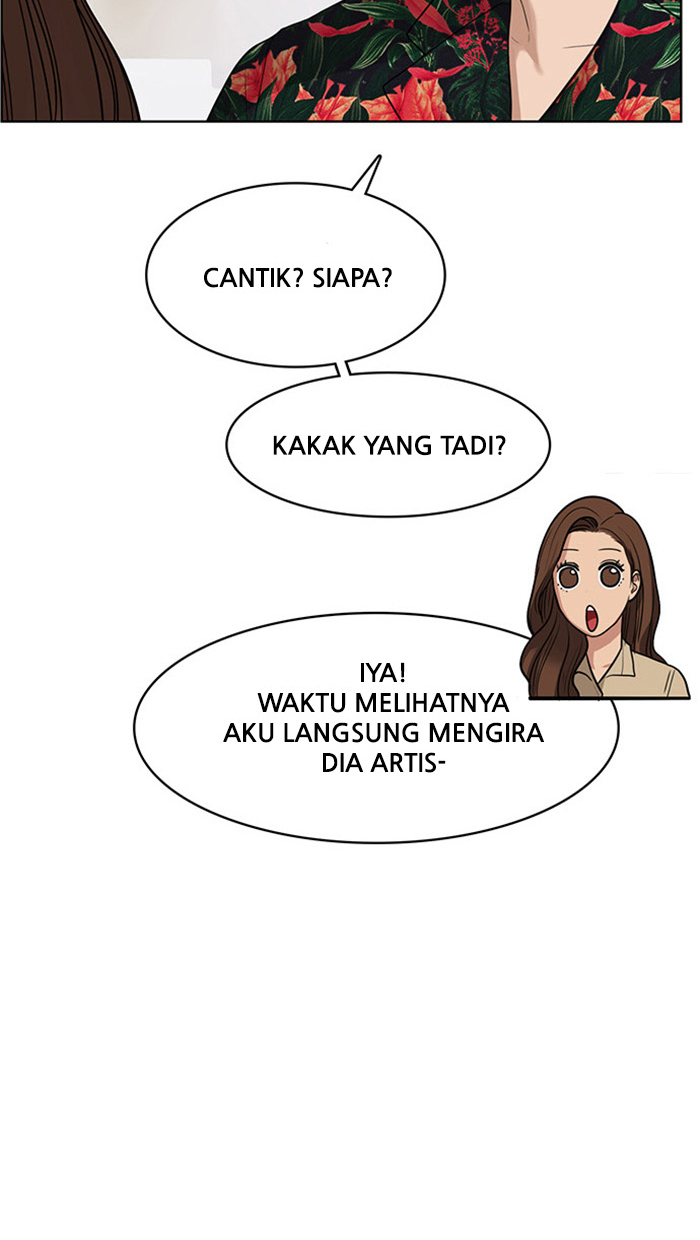 CANTIK? SIAPA?
KAKAK YANG TADI?
IYA!
WAKTU MELIHATNYA
AKU LANGSUNG MENGIRA
DIA ARTIS-